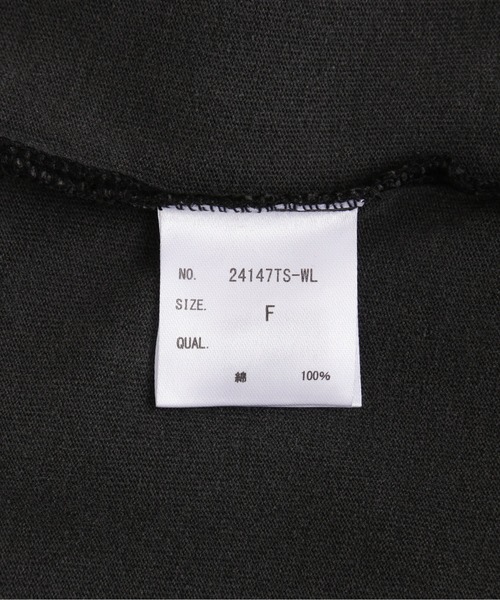 NO. 24147TS-WL
SIZE. F
QUAL.
綿 100%